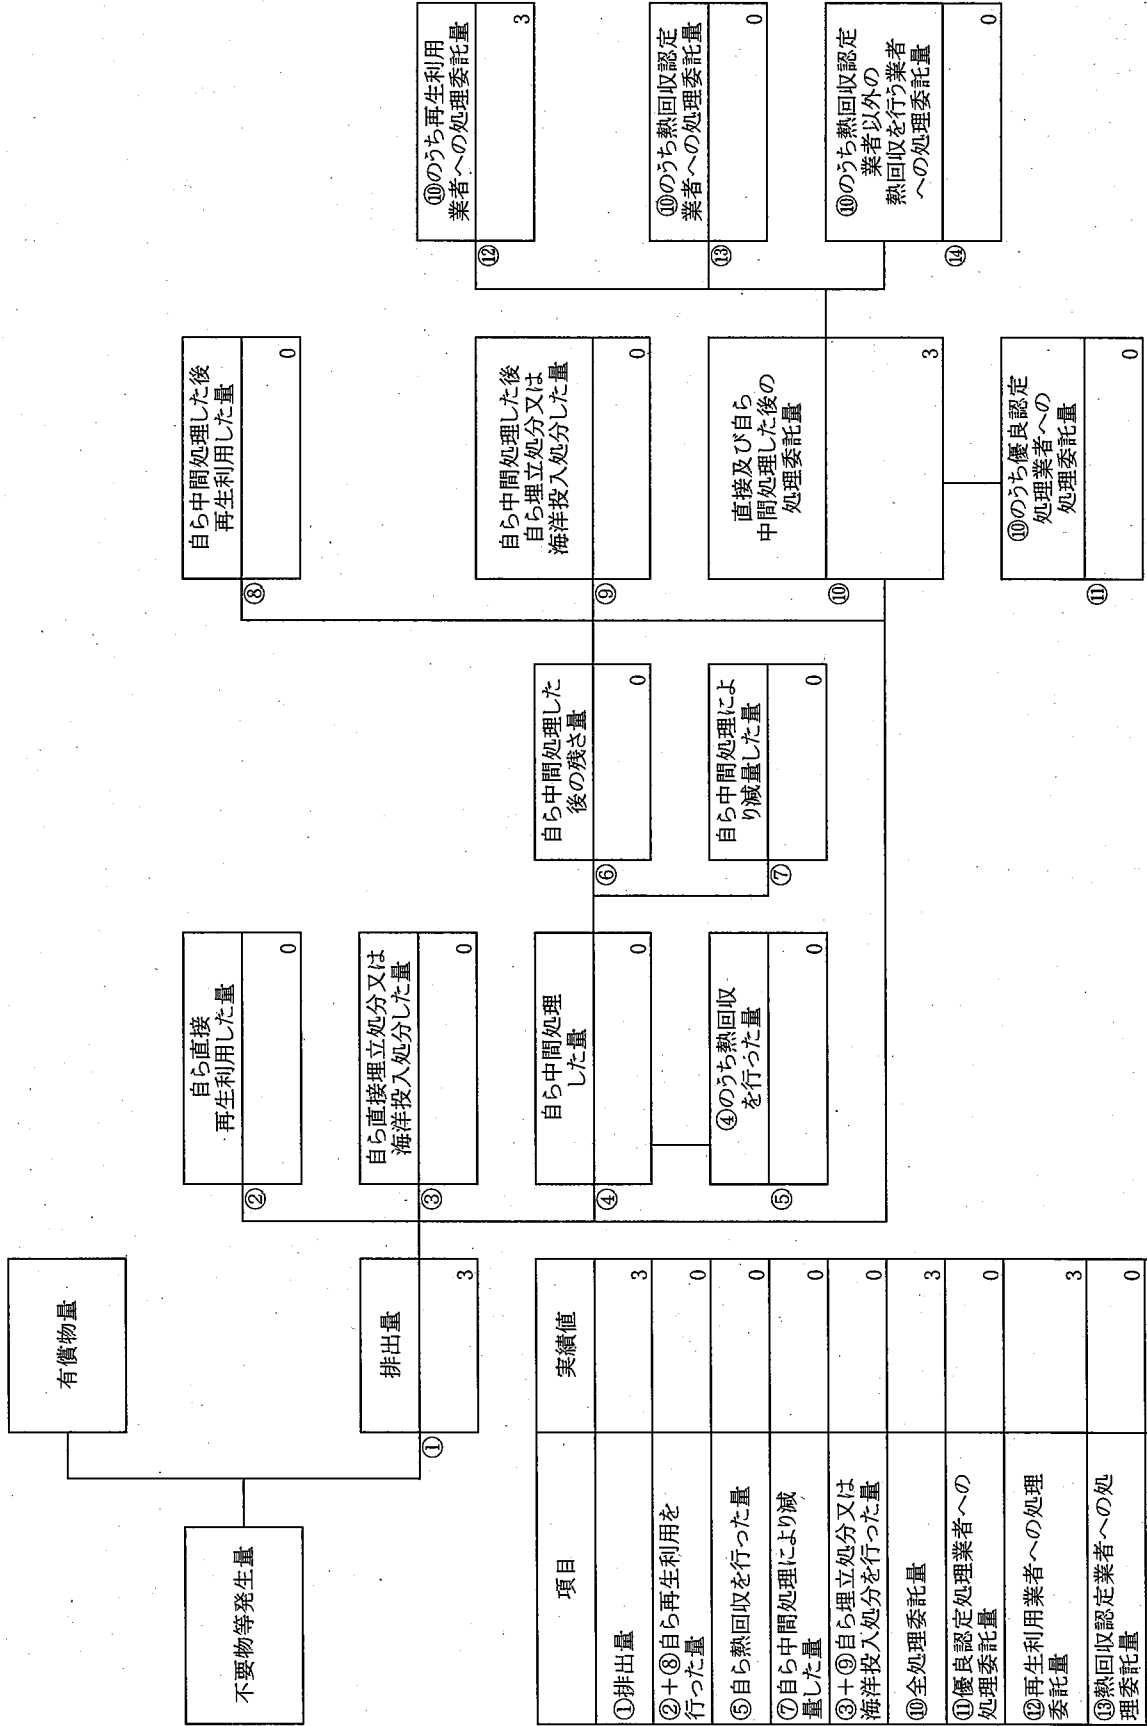 不要物等発生量
有償物量
①
排出量
3
②
自ら直接
再生利用した量
0
③
自ら直接埋立処分又は
海洋投入処分した量
0
④
自ら中間処理
した量
0
⑤
④のうち熱回収
を行った量
0
⑥
自ら中間処理した
後の残さ量
0
⑦
自ら中間処理によ
り減量した量
0
⑧
自ら中間処理した後
再生利用した量
0
⑨
自ら中間処理した後
自ら埋立処分又は
海洋投入処分した量
0
⑩
直接及び自ら
中間処理した後の
処理委託量
3
⑪
⑩のうち優良認定
処理業者への
処理委託量
0
⑫
⑩のうち再生利用
業者への処理委託量
3
⑬
⑩のうち熱回収認定
業者への処理委託量
0
⑭
⑩のうち熱回収認定
業者以外の
熱回収を行う業者
への処理委託量
0
項目 実績値
①排出量 3
②+⑧自ら再生利用を
行った量 0
⑤自ら熱回収を行った量 0
⑦自ら中間処理により減
量した量 0
③+⑨自ら埋立処分又は
海洋投入処分を行った量 0
⑩全処理委託量 3
⑪優良認定処理業者への
処理委託量 0
⑫再生利用業者への処理
委託量 3
⑬熱回収認定業者への処
理委託量 0